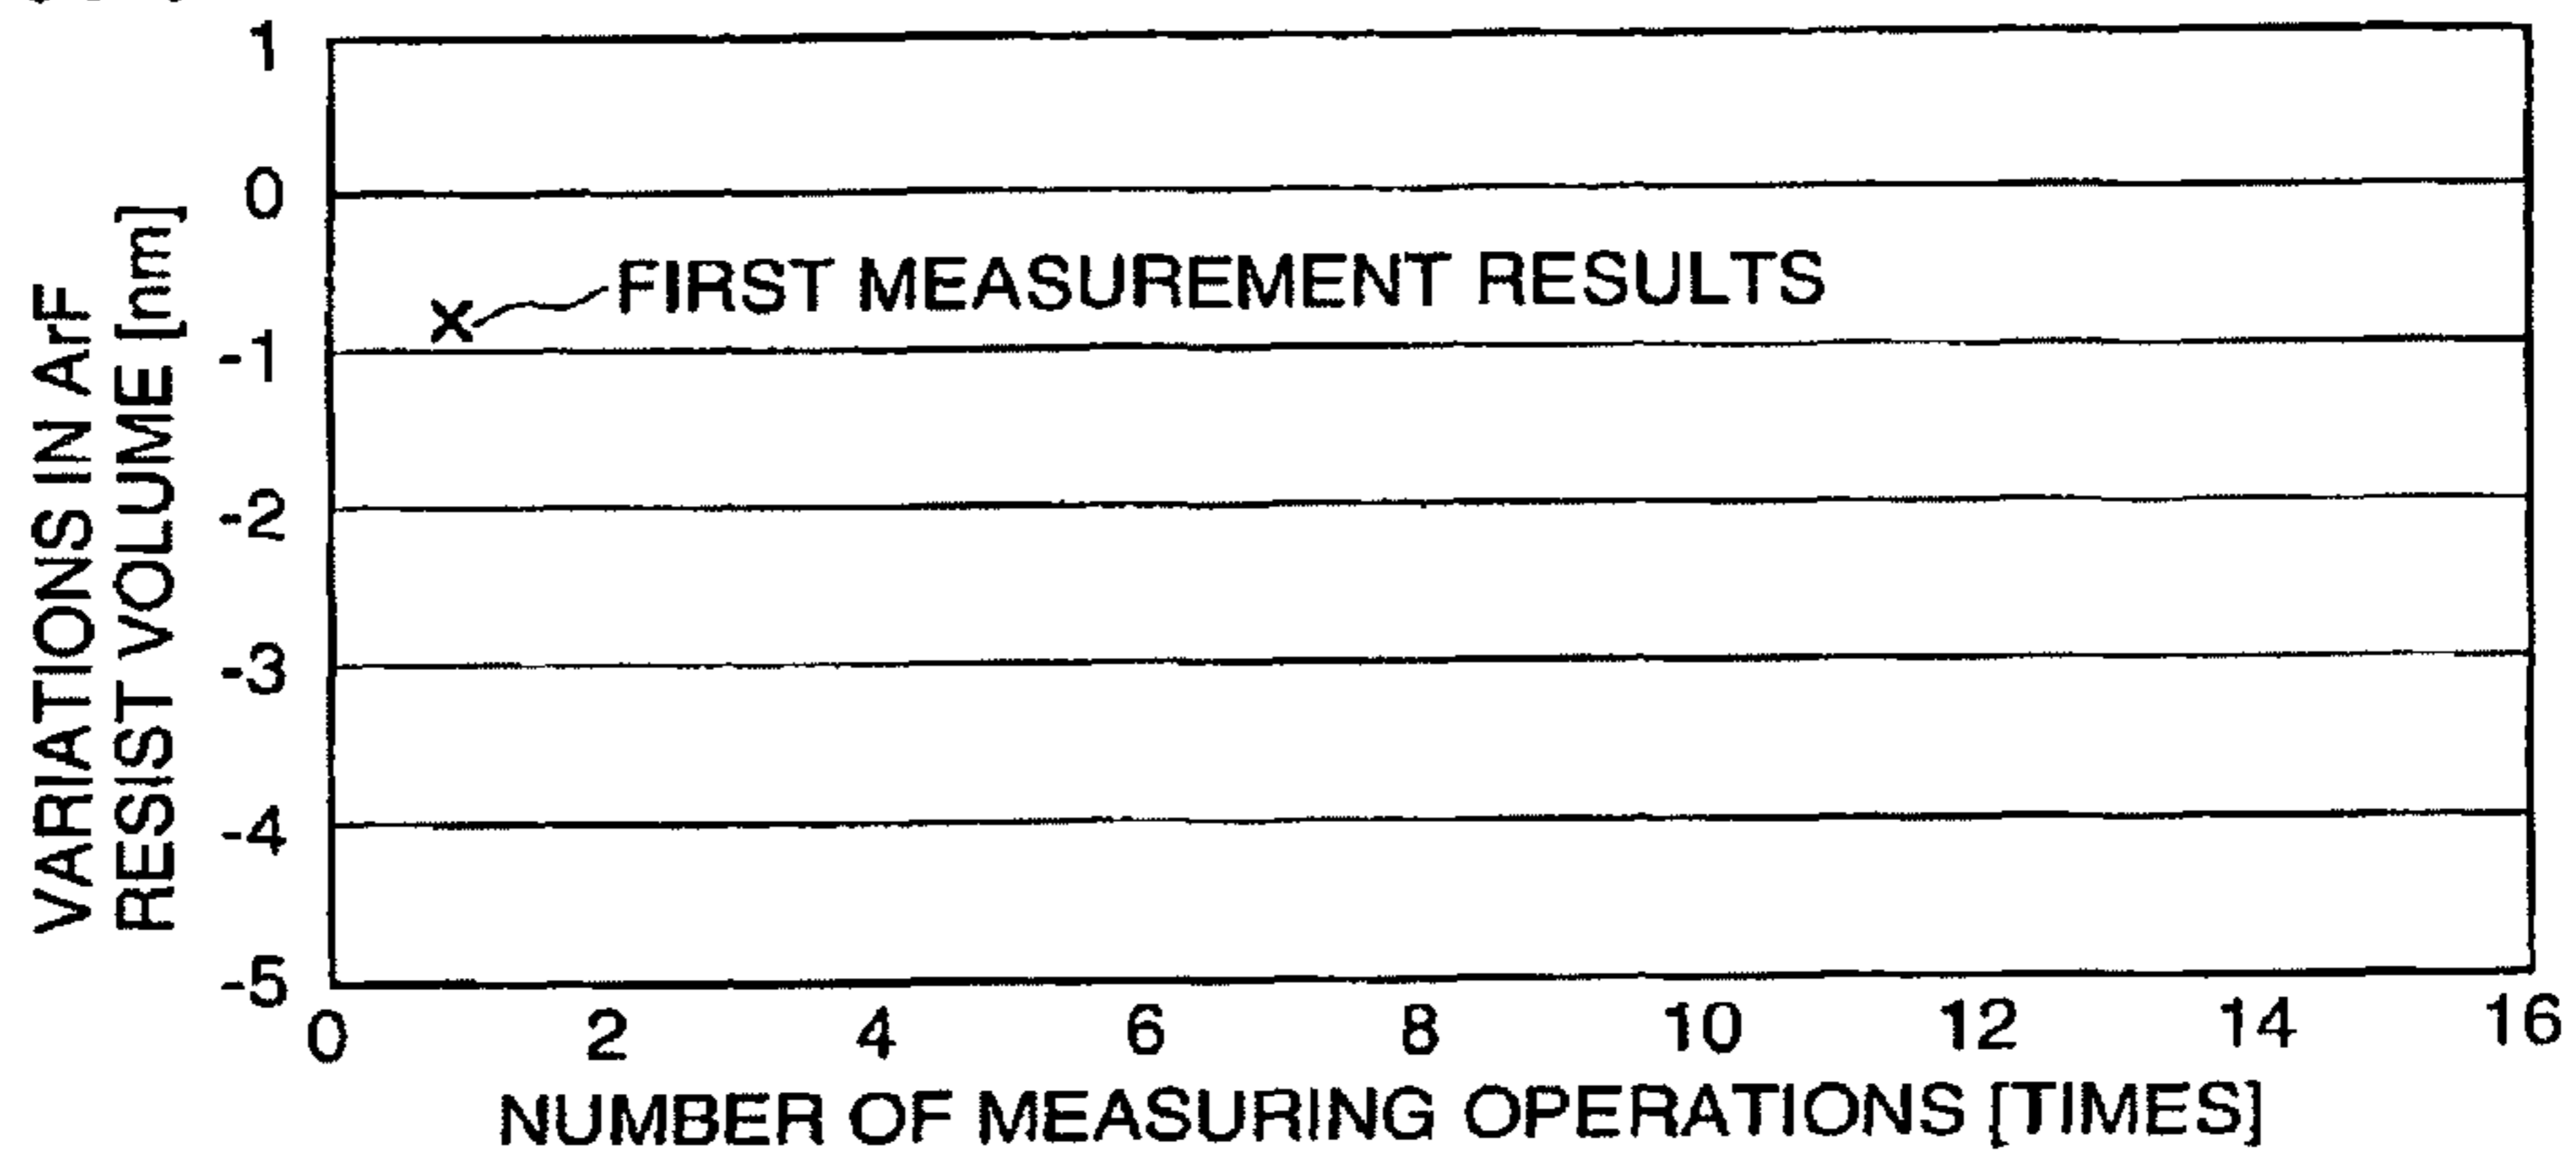 1
0
-1
-2
-3
-4
-5
VARIATIONS IN ArF
RESIST VOLUME [nm]
× FIRST MEASUREMENT RESULTS
0 2 4 6 8 10 12 14 16
NUMBER OF MEASURING OPERATIONS [TIMES]